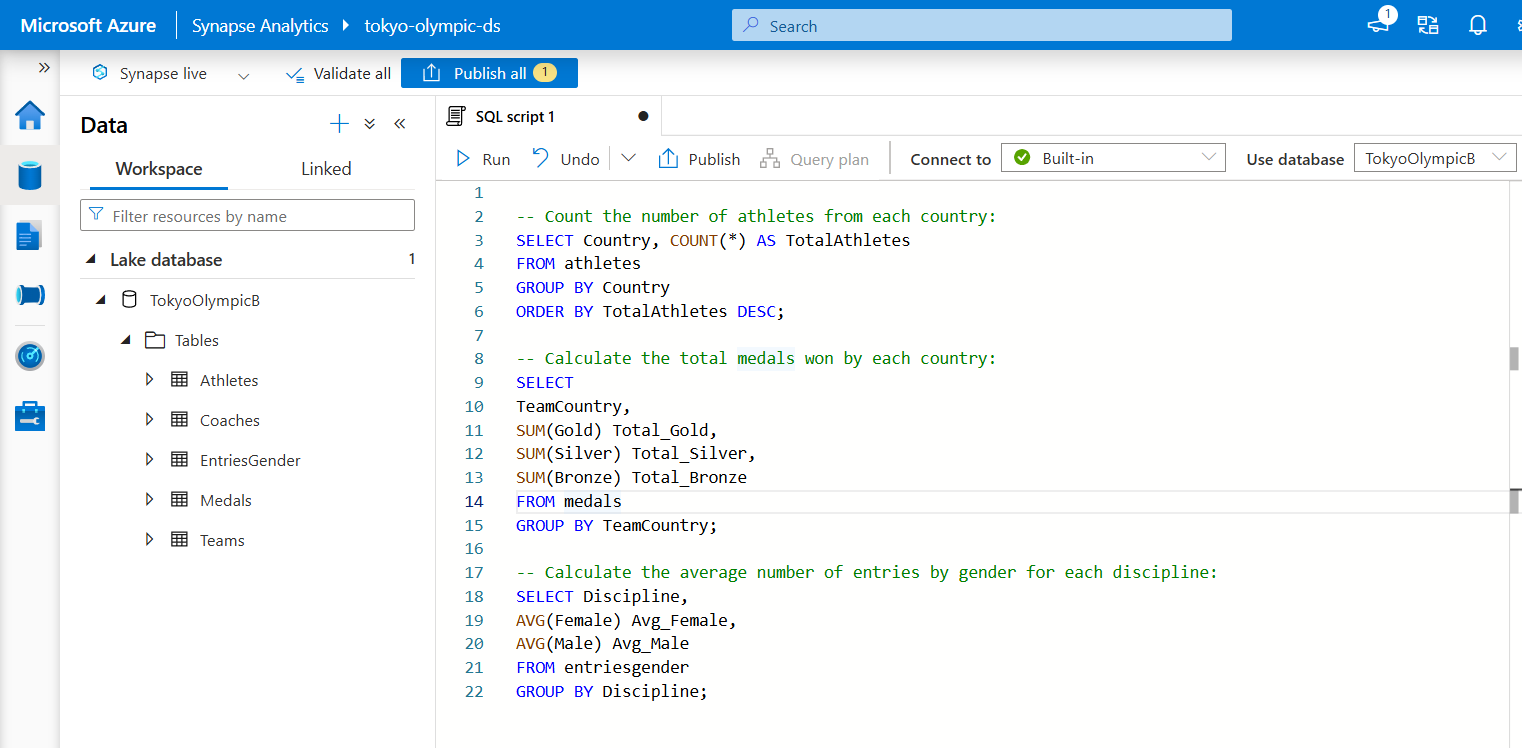 Microsoft Azure Synapse Analytics tokyo-olympic-ds Search 1
Synapse live Validate all Publish all 1
Data
Workspace Linked
Filter resources by name
Lake database 1
TokyoOlympicB
Tables
Athletes
Coaches
EntriesGender
Medals
Teams
SQL script 1
Run Undo Publish Query plan Connect to Built-in Use database TokyoOlympicB
1
2 -- Count the number of athletes from each country:
3 SELECT Country, COUNT(*) AS TotalAthletes
4 FROM athletes
5 GROUP BY Country
6 ORDER BY TotalAthletes DESC;
7
8 -- Calculate the total medals won by each country:
9 SELECT
10 TeamCountry,
11 SUM(Gold) Total_Gold,
12 SUM(Silver) Total_Silver,
13 SUM(Bronze) Total_Bronze
14 FROM medals
15 GROUP BY TeamCountry;
16
17 -- Calculate the average number of entries by gender for each discipline:
18 SELECT Discipline,
19 AVG(Female) Avg_Female,
20 AVG(Male) Avg_Male
21 FROM entriesgender
22 GROUP BY Discipline;